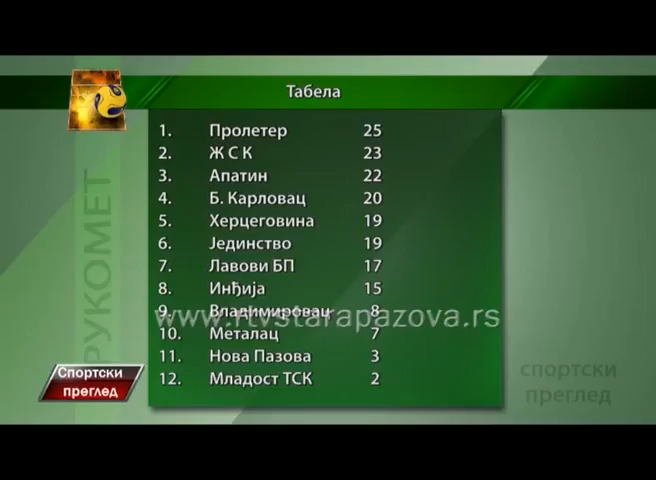 Табела
1. Пролетер 25
2. Ж С К 23
3. Апатин 22
4. Б. Карловац 20
5. Херцеговина 19
6. Јединство 19
7. Лавови БП 17
8. Инђија 15
9. Владимировац 8
www.rtvstarapazova.rs
10. Металац 7
11. Нова Пазова 3
12. Младост ТСК 2
РУКОМЕТ
Спортски
преглед
спортски
преглед